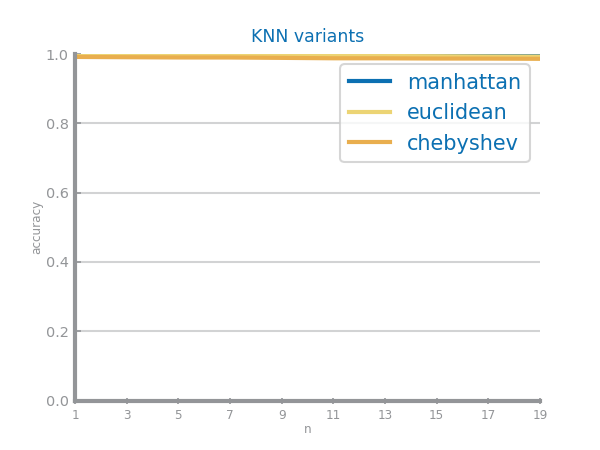 KNN variants
1.0
0.8
0.6
0.4
0.2
0.0
accuracy
manhattan
euclidean
chebyshev
1 3 5 7 9 11 13 15 17 19
n